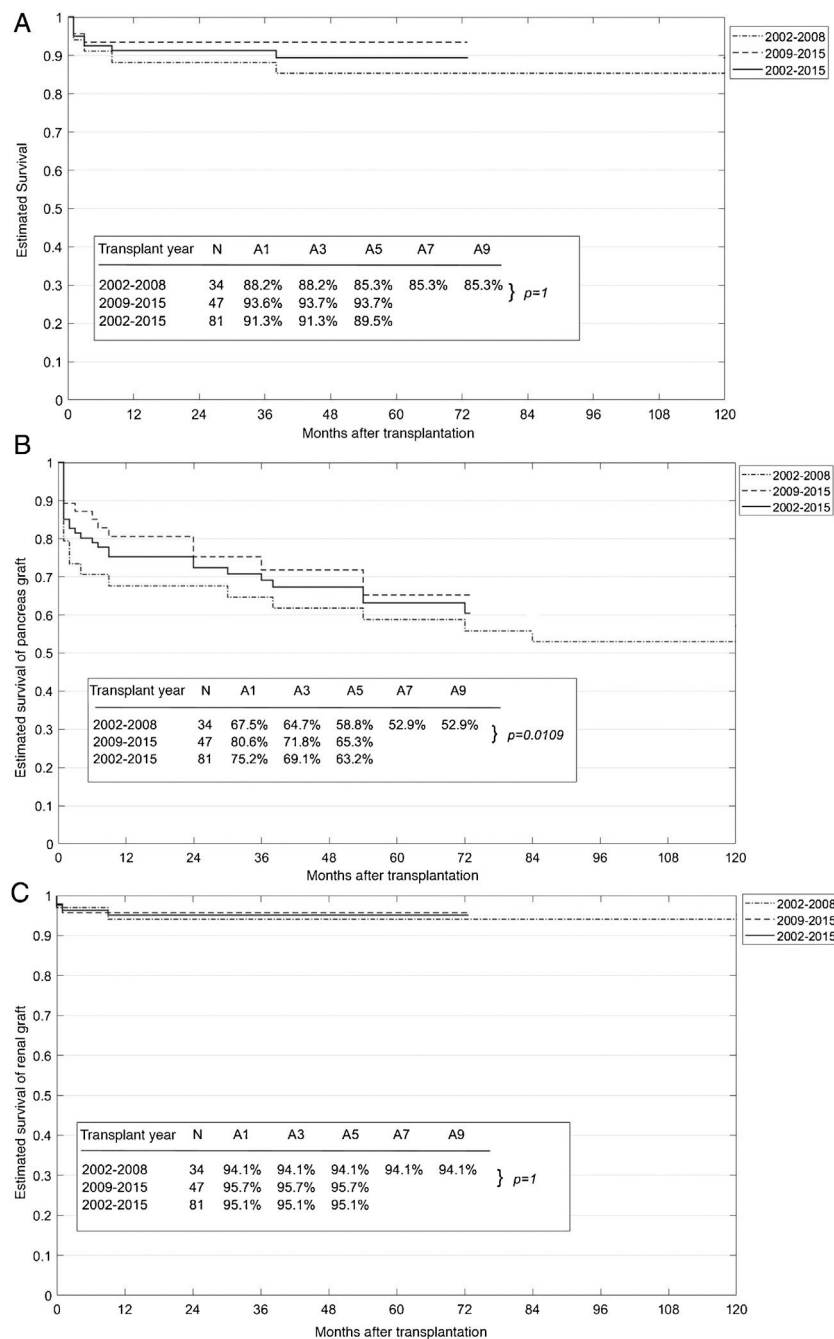 A
1
0.9
0.8
0.7
0.6
0.5
0.4
0.3
0.2
0.1
0
Estimated Survival
2002-2008
2009-2015
2002-2015
Transplant year N A1 A3 A5 A7 A9
2002-2008 34 88.2% 88.2% 85.3% 85.3% 85.3%
2009-2015 47 93.6% 93.7% 93.7%
2002-2015 81 91.3% 91.3% 89.5%
} p=1
0 12 24 36 48 60 72 84 96 108 120
Months after transplantation
B
1
0.9
0.8
0.7
0.6
0.5
0.4
0.3
0.2
0.1
0
Estimated survival of pancreas graft
2002-2008
2009-2015
2002-2015
Transplant year N A1 A3 A5 A7 A9
2002-2008 34 67.5% 64.7% 58.8% 52.9% 52.9%
2009-2015 47 80.6% 71.8% 65.3%
2002-2015 81 75.2% 69.1% 63.2%
} p=0.0109
0 12 24 36 48 60 72 84 96 108 120
Months after transplantation
C
1
0.9
0.8
0.7
0.6
0.5
0.4
0.3
0.2
0.1
0
Estimated survival of renal graft
2002-2008
2009-2015
2002-2015
Transplant year N A1 A3 A5 A7 A9
2002-2008 34 94.1% 94.1% 94.1% 94.1% 94.1%
2009-2015 47 95.7% 95.7% 95.7%
2002-2015 81 95.1% 95.1% 95.1%
} p=1
0 12 24 36 48 60 72 84 96 108 120
Months after transplantation